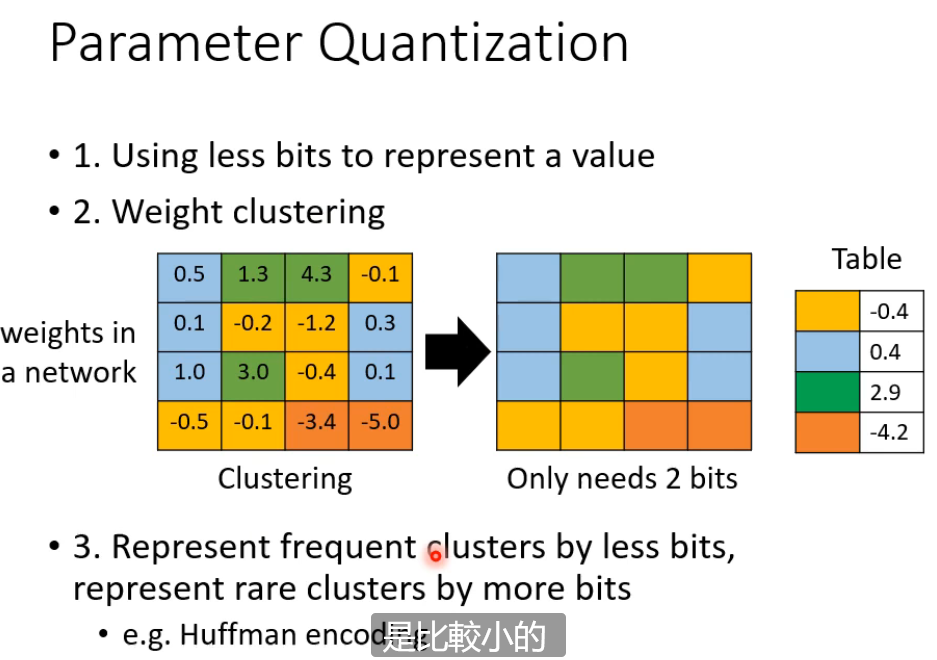 Parameter Quantization
• 1. Using less bits to represent a value
• 2. Weight clustering
weights in
a network
0.5 1.3 4.3 -0.1
0.1 -0.2 -1.2 0.3
1.0 3.0 -0.4 0.1
-0.5 -0.1 -3.4 -5.0
Clustering
Only needs 2 bits
Table
-0.4
0.4
2.9
-4.2
• 3. Represent frequent clusters by less bits,
represent rare clusters by more bits
• e.g. Huffman encoding
是比較小的